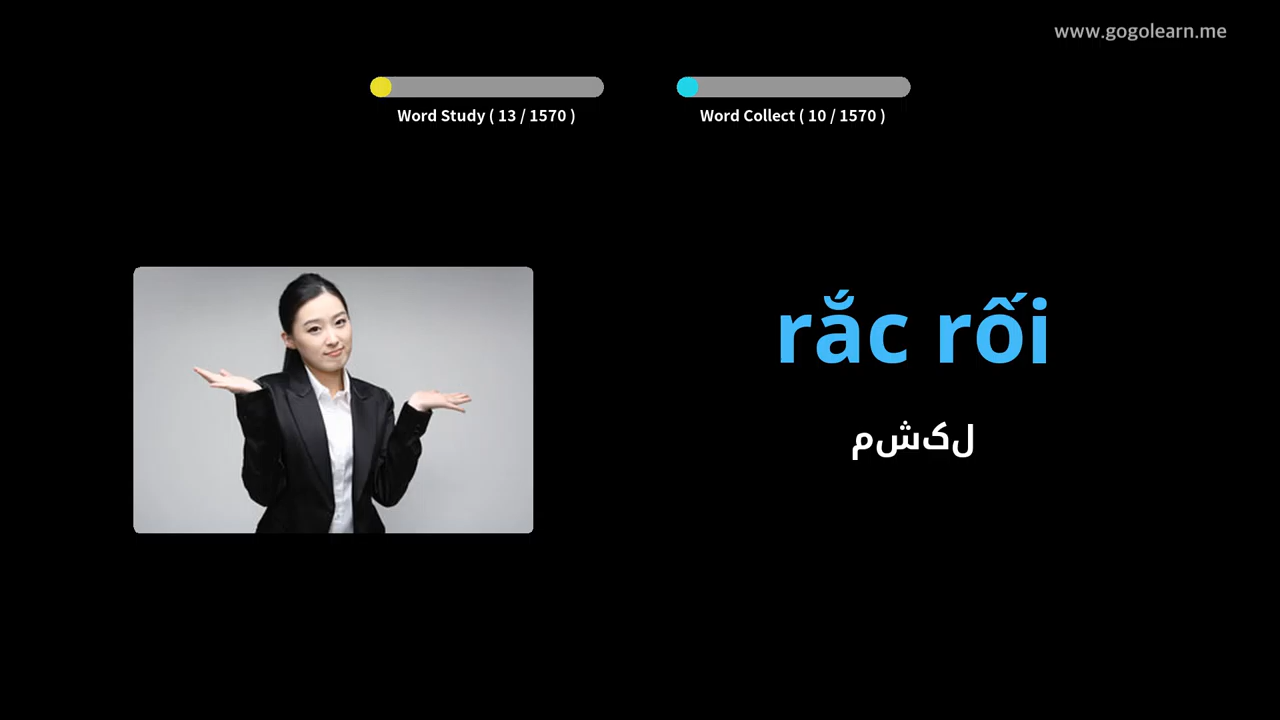 www.gogolearn.me
Word Study ( 13 / 1570 )
Word Collect ( 10 / 1570 )
rắc rối
مشکل